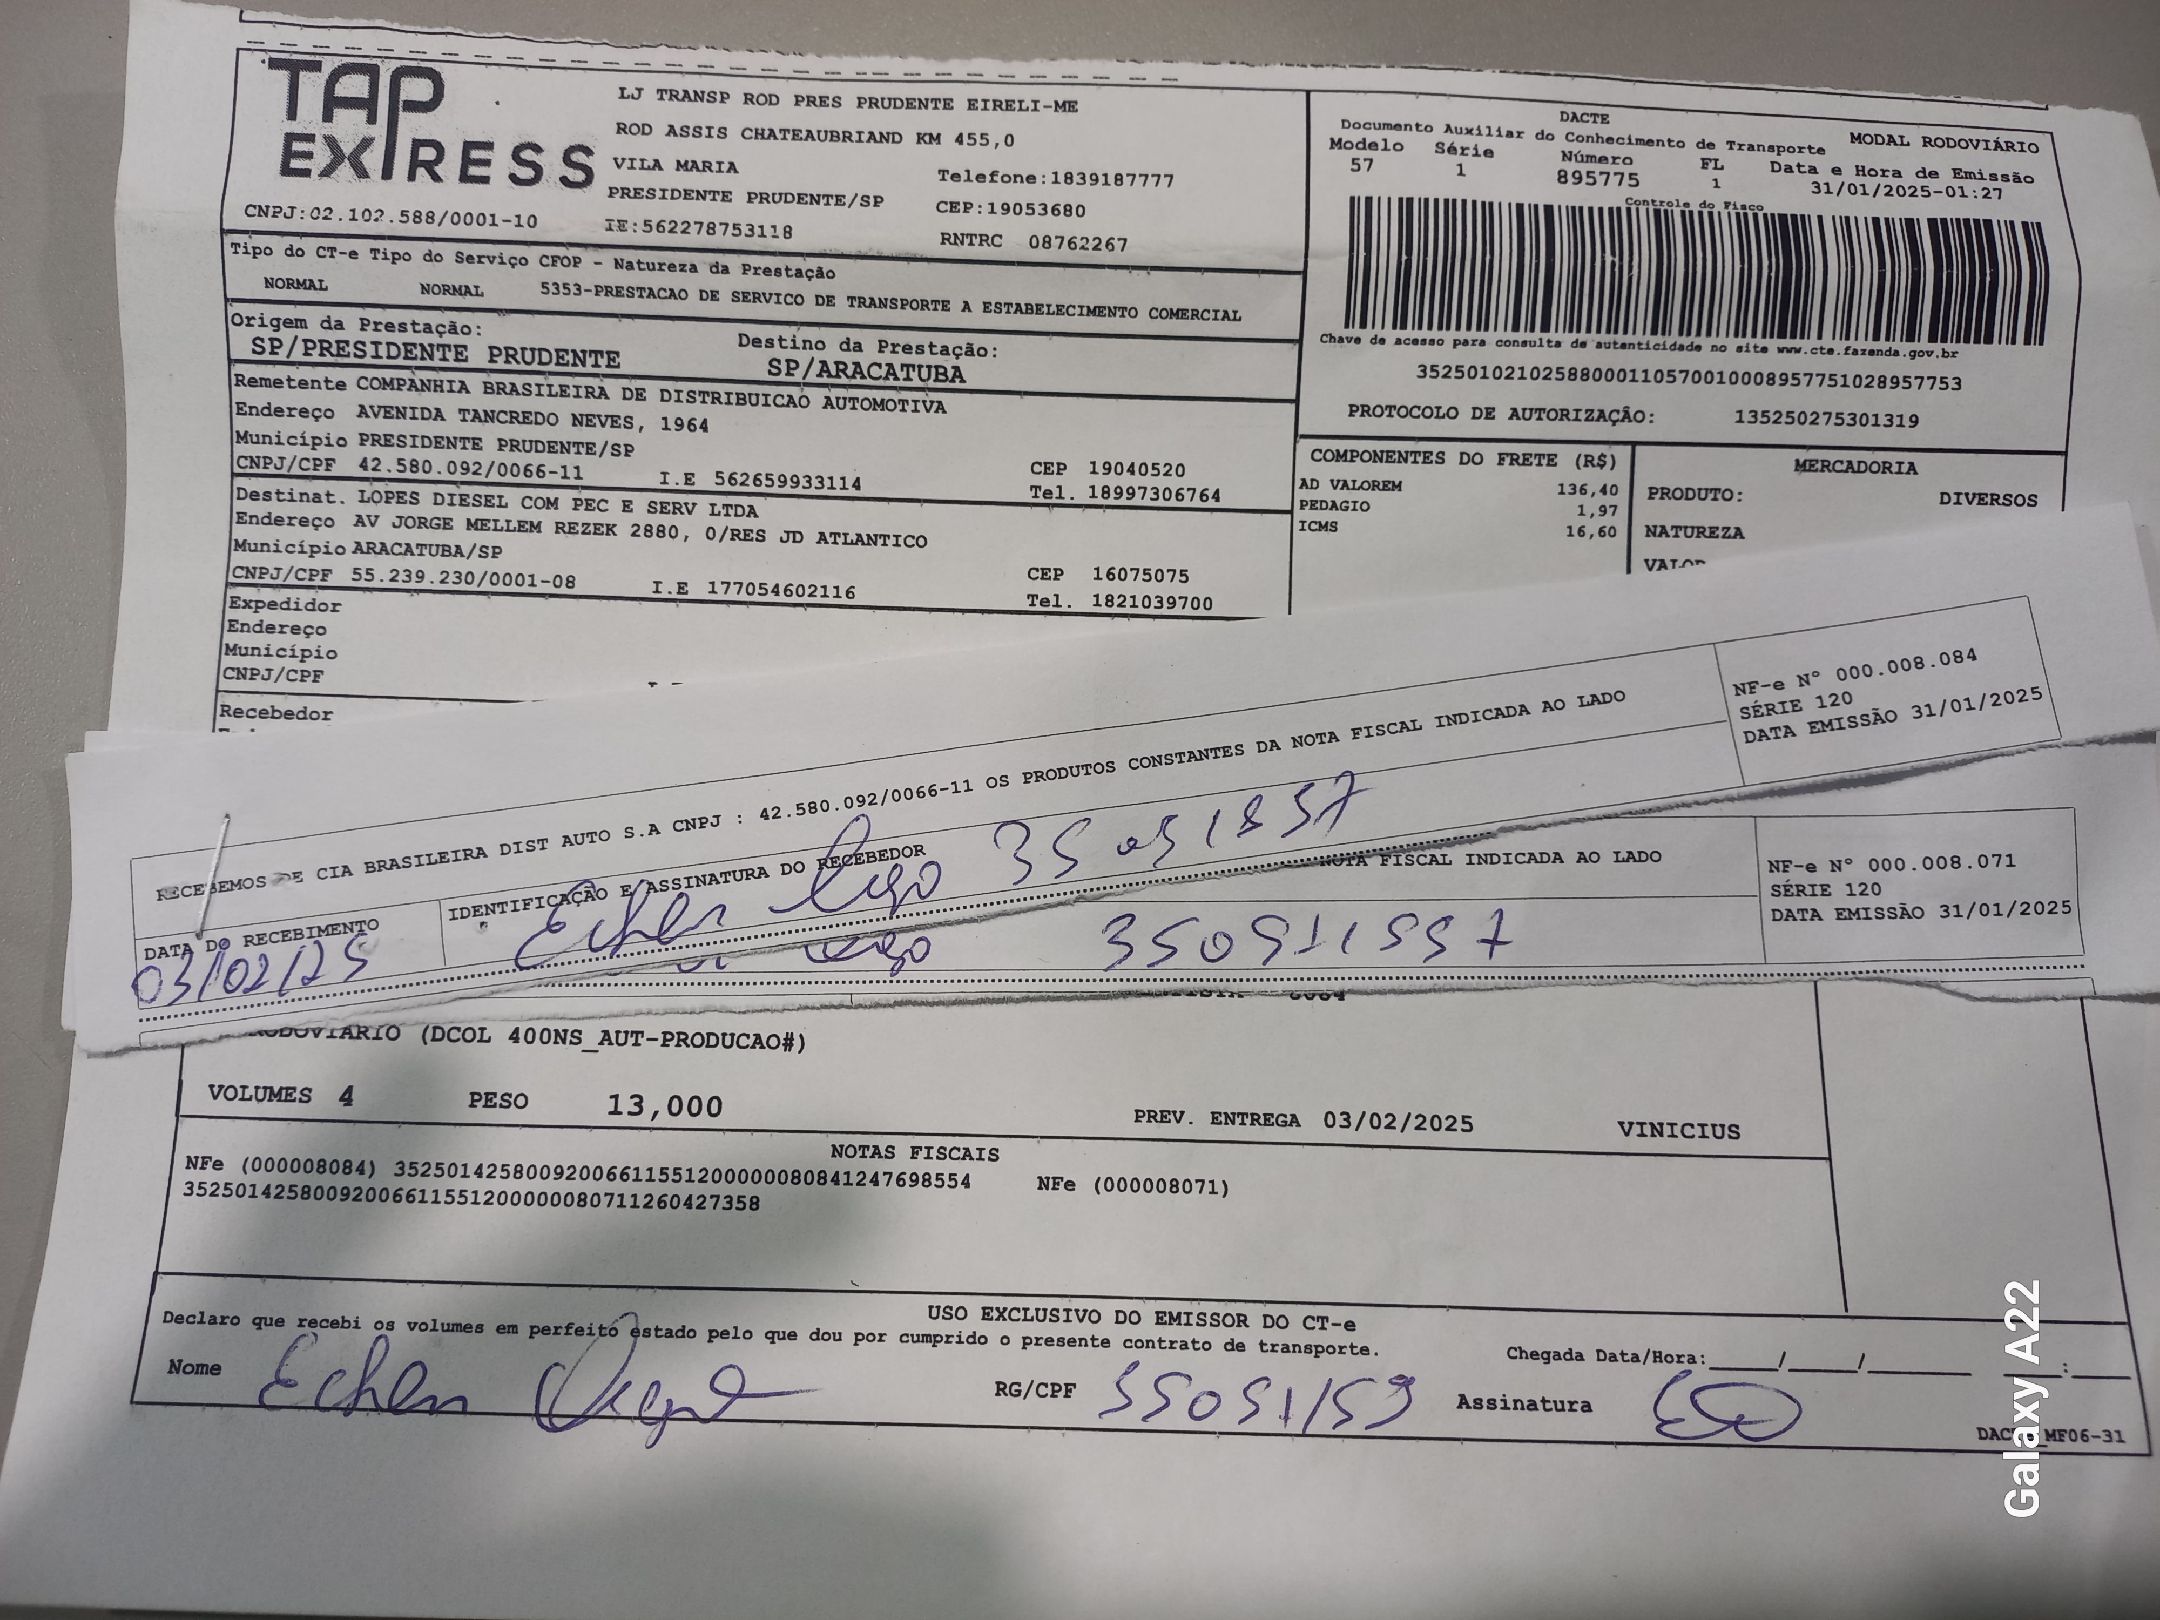 TAP
EXPRESS
LJ TRANSP ROD PRES PRUDENTE EIRELI-ME
ROD ASSIS CHATEAUBRIAND KM 455,0
VILA MARIA
Telefone:1839187777
PRESIDENTE PRUDENTE/SP
CEP:19053680
CNPJ:02.102.588/0001-10
IE:562278753118
RNTRC 08762267
DACTE
Documento Auxiliar do Conhecimento de Transporte
MODAL RODOVIÁRIO
Modelo Série Número FL Data e Hora de Emissão
57 1 895775 1 31/01/2025-01:27
Controle do Fisco
Chave de acesso para consulta de autenticidade no site www.cte.fazenda.gov.br
35250102102588000110570010008957751028957753
PROTOCOLO DE AUTORIZAÇÃO: 135250275301319
Tipo do CT-e Tipo do Serviço CFOP - Natureza da Prestação
NORMAL NORMAL 5353-PRESTACAO DE SERVICO DE TRANSPORTE A ESTABELECIMENTO COMERCIAL
Origem da Prestação: Destino da Prestação:
SP/PRESIDENTE PRUDENTE SP/ARACATUBA
Remetente COMPANHIA BRASILEIRA DE DISTRIBUICAO AUTOMOTIVA
Endereço AVENIDA TANCREDO NEVES, 1964
Município PRESIDENTE PRUDENTE/SP CEP 19040520
CNPJ/CPF 42.580.092/0066-11 I.E 562659933114 Tel. 18997306764
Destinat. LOPES DIESEL COM PEC E SERV LTDA
Endereço AV JORGE MELLEM REZEK 2880, 0/RES JD ATLANTICO
Município ARACATUBA/SP CEP 16075075
CNPJ/CPF 55.239.230/0001-08 I.E 177054602116 Tel. 1821039700
Expedidor
Endereço
Município
CNPJ/CPF
Recebedor
COMPONENTES DO FRETE (R$)
AD VALOREM 136,40
PEDAGIO 1,97
ICMS 16,60
MERCADORIA
PRODUTO: DIVERSOS
NATUREZA
VALOR
RECEBEMOS DE CIA BRASILEIRA DIST AUTO S.A CNPJ : 42.580.092/0066-11 OS PRODUTOS CONSTANTES DA NOTA FISCAL INDICADA AO LADO
NF-e Nº 000.008.084
SÉRIE 120
DATA EMISSÃO 31/01/2025
DATA DO RECEBIMENTO
03/02/25
IDENTIFICAÇÃO E ASSINATURA DO RECEBEDOR
NOTA FISCAL INDICADA AO LADO
NF-e Nº 000.008.071
SÉRIE 120
DATA EMISSÃO 31/01/2025
RODOVIARIO (DCOL 400NS_AUT-PRODUCAO#)
VOLUMES 4 PESO 13,000 PREV. ENTREGA 03/02/2025 VINICIUS
NOTAS FISCAIS
NFe (000008084) 35250142580092006611551200000080841247698554 NFe (000008071)
35250142580092006611551200000080711260427358
USO EXCLUSIVO DO EMISSOR DO CT-e
Declaro que recebi os volumes em perfeito estado pelo que dou por cumprido o presente contrato de transporte.
Chegada Data/Hora:____/____/______ __:____
Nome RG/CPF Assinatura
MF06-31
Galaxy A22